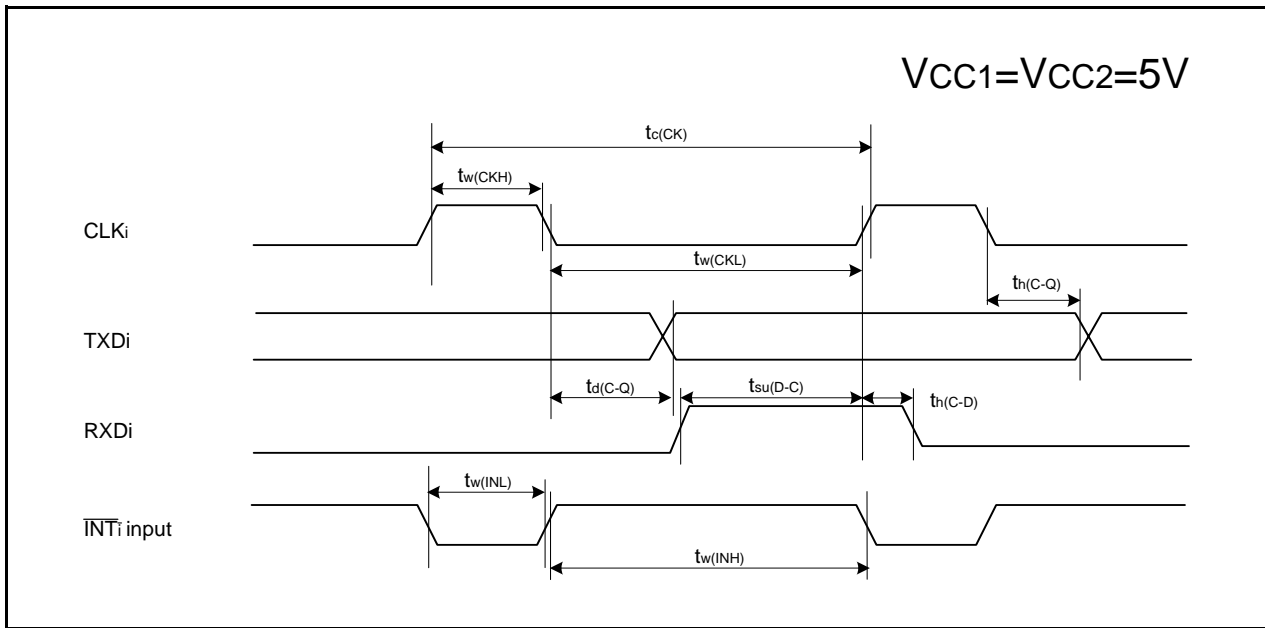 VCC1=VCC2=5V
tc(CK)
tw(CKH)
CLKi
tw(CKL)
th(C-Q)
TXDi
td(C-Q)
tsu(D-C)
th(C-D)
RXDi
tw(INL)
INTi input
tw(INH)